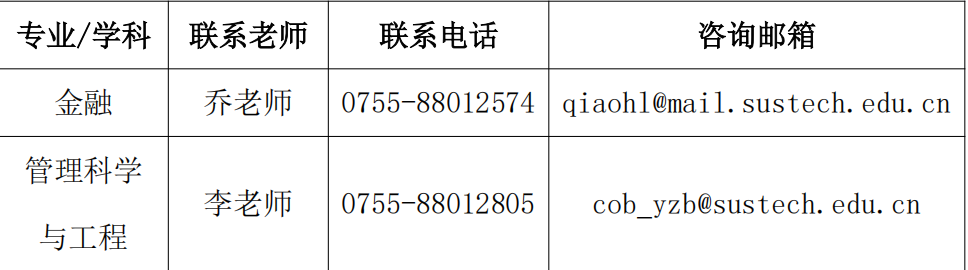 专业/学科 联系老师 联系电话 咨询邮箱
金融 乔老师 0755-88012574 qiaohl@mail.sustech.edu.cn
管理科学
与工程 李老师 0755-88012805 cob_yzb@sustech.edu.cn